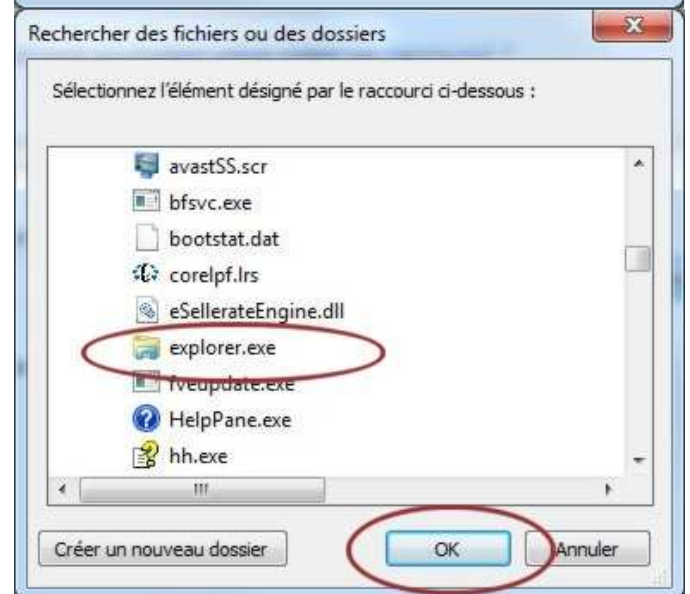 Rechercher des fichiers ou des dossiers
Sélectionnez l'élément désigné par le raccourci ci-dessous :
avastSS.scr
bfsvc.exe
bootstat.dat
corelpf.lrs
eSellerateEngine.dll
explorer.exe
fveupdate.exe
HelpPane.exe
hh.exe
Créer un nouveau dossier OK Annuler